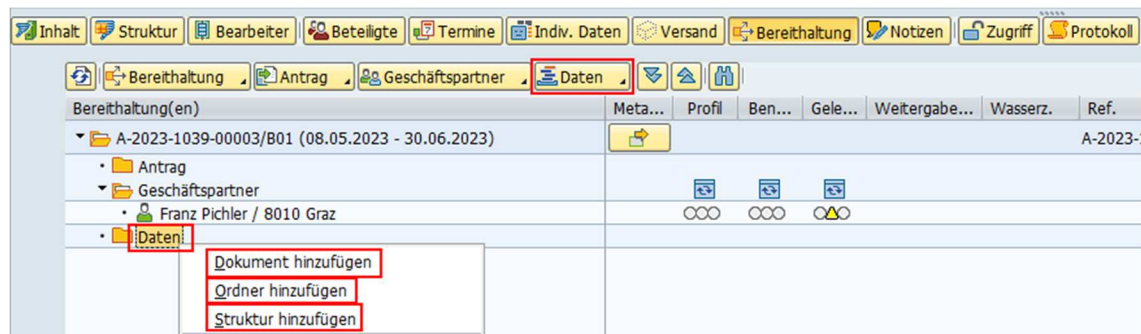 Inhalt Struktur Bearbeiter Beteiligte Termine Indiv. Daten Versand Bereithaltung Notizen Zugriff Protokoll
Bereithaltung Antrag Geschäftspartner Daten
Bereithaltung(en) Meta... Profil Ben... Gele... Weitergabe... Wasserz. Ref.
A-2023-1039-00003/B01 (08.05.2023 - 30.06.2023) A-2023-
Antrag
Geschäftspartner
Franz Pichler / 8010 Graz
Daten
Dokument hinzufügen
Ordner hinzufügen
Struktur hinzufügen